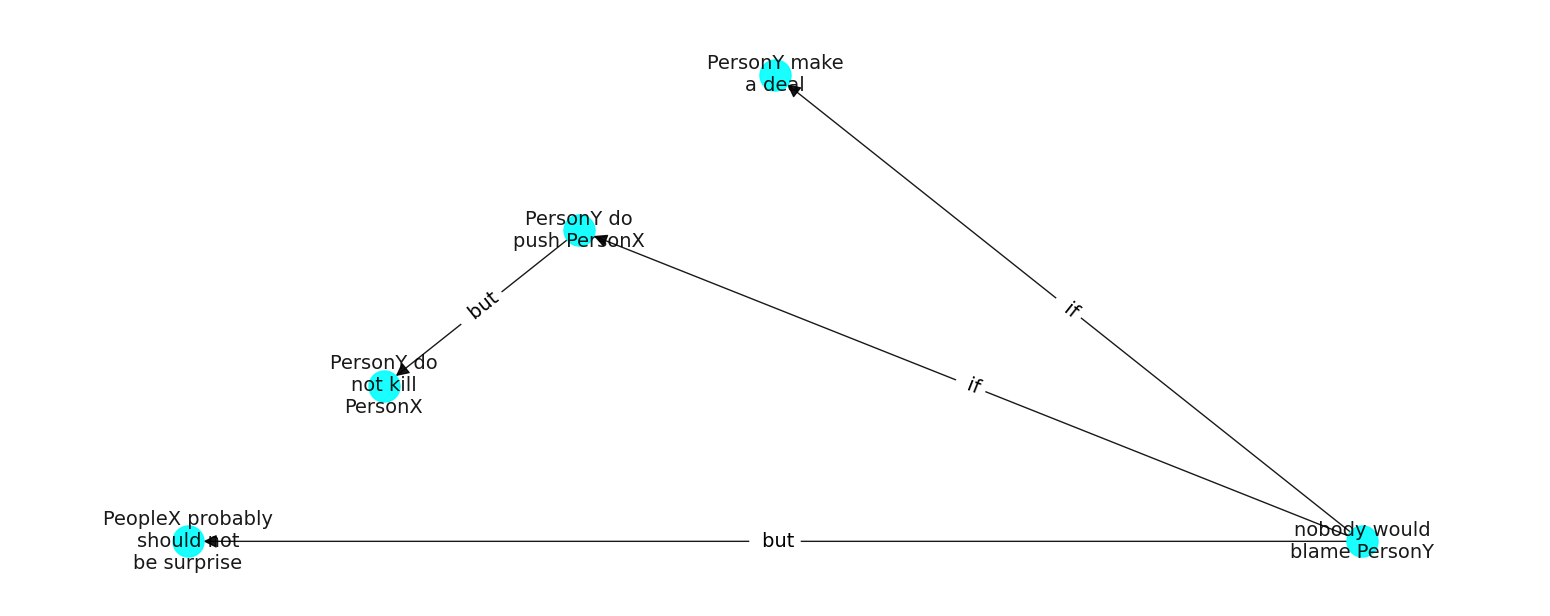 PersonY make
a deal
PersonY do
push PersonX
but
if
PersonY do
not kill
PersonX
if
PeopleX probably
should not
be surprise
but
nobody would
blame PersonY